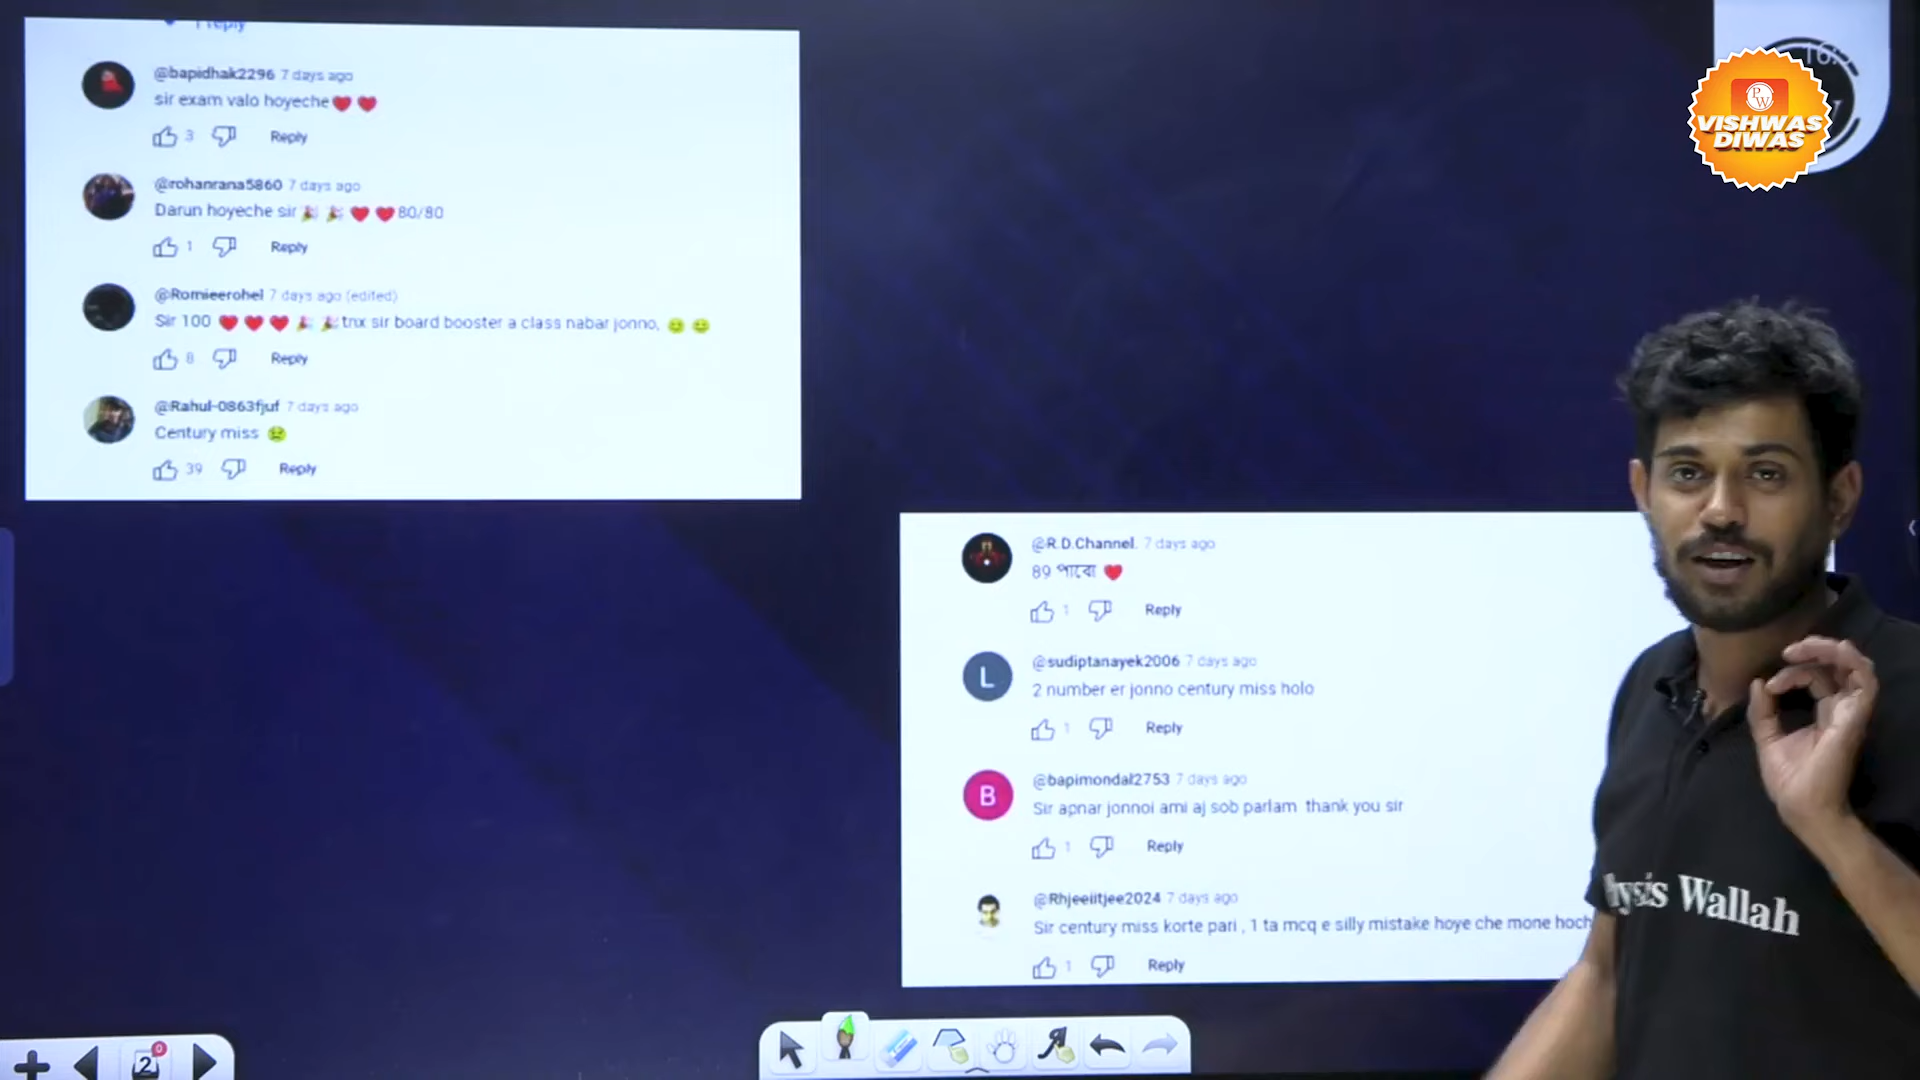 1 reply
@bapidhak2296 7 days ago
sir exam valo hoyeche❤️ ❤️
3 Reply
@rohanrana5860 7 days ago
Darun hoyeche sir🎉 🎉 ❤️ ❤️80/80
1 Reply
@Romieerohel 7 days ago (edited)
Sir 100 ❤️ ❤️ ❤️ 🎉 🎉tnx sir board booster a class nabar jonno,
8 Reply
@Rahul-0863fjuf 7 days ago
Century miss
39 Reply
VISHWAS
DIWAS
@R.D.Channel. 7 days ago
89 পাবো ❤️
1 Reply
L
@sudiptanayek2006 7 days ago
2 number er jonno century miss holo
1 Reply
B
@bapimondal2753 7 days ago
Sir apnar jonnoi ami aj sob parlam thank you sir
1 Reply
@Rhjeeiitjee2024 7 days ago
Sir century miss korte pari , 1 ta mcq e silly mistake hoye che mone hoch
1 Reply
hysis Wallah
2
0